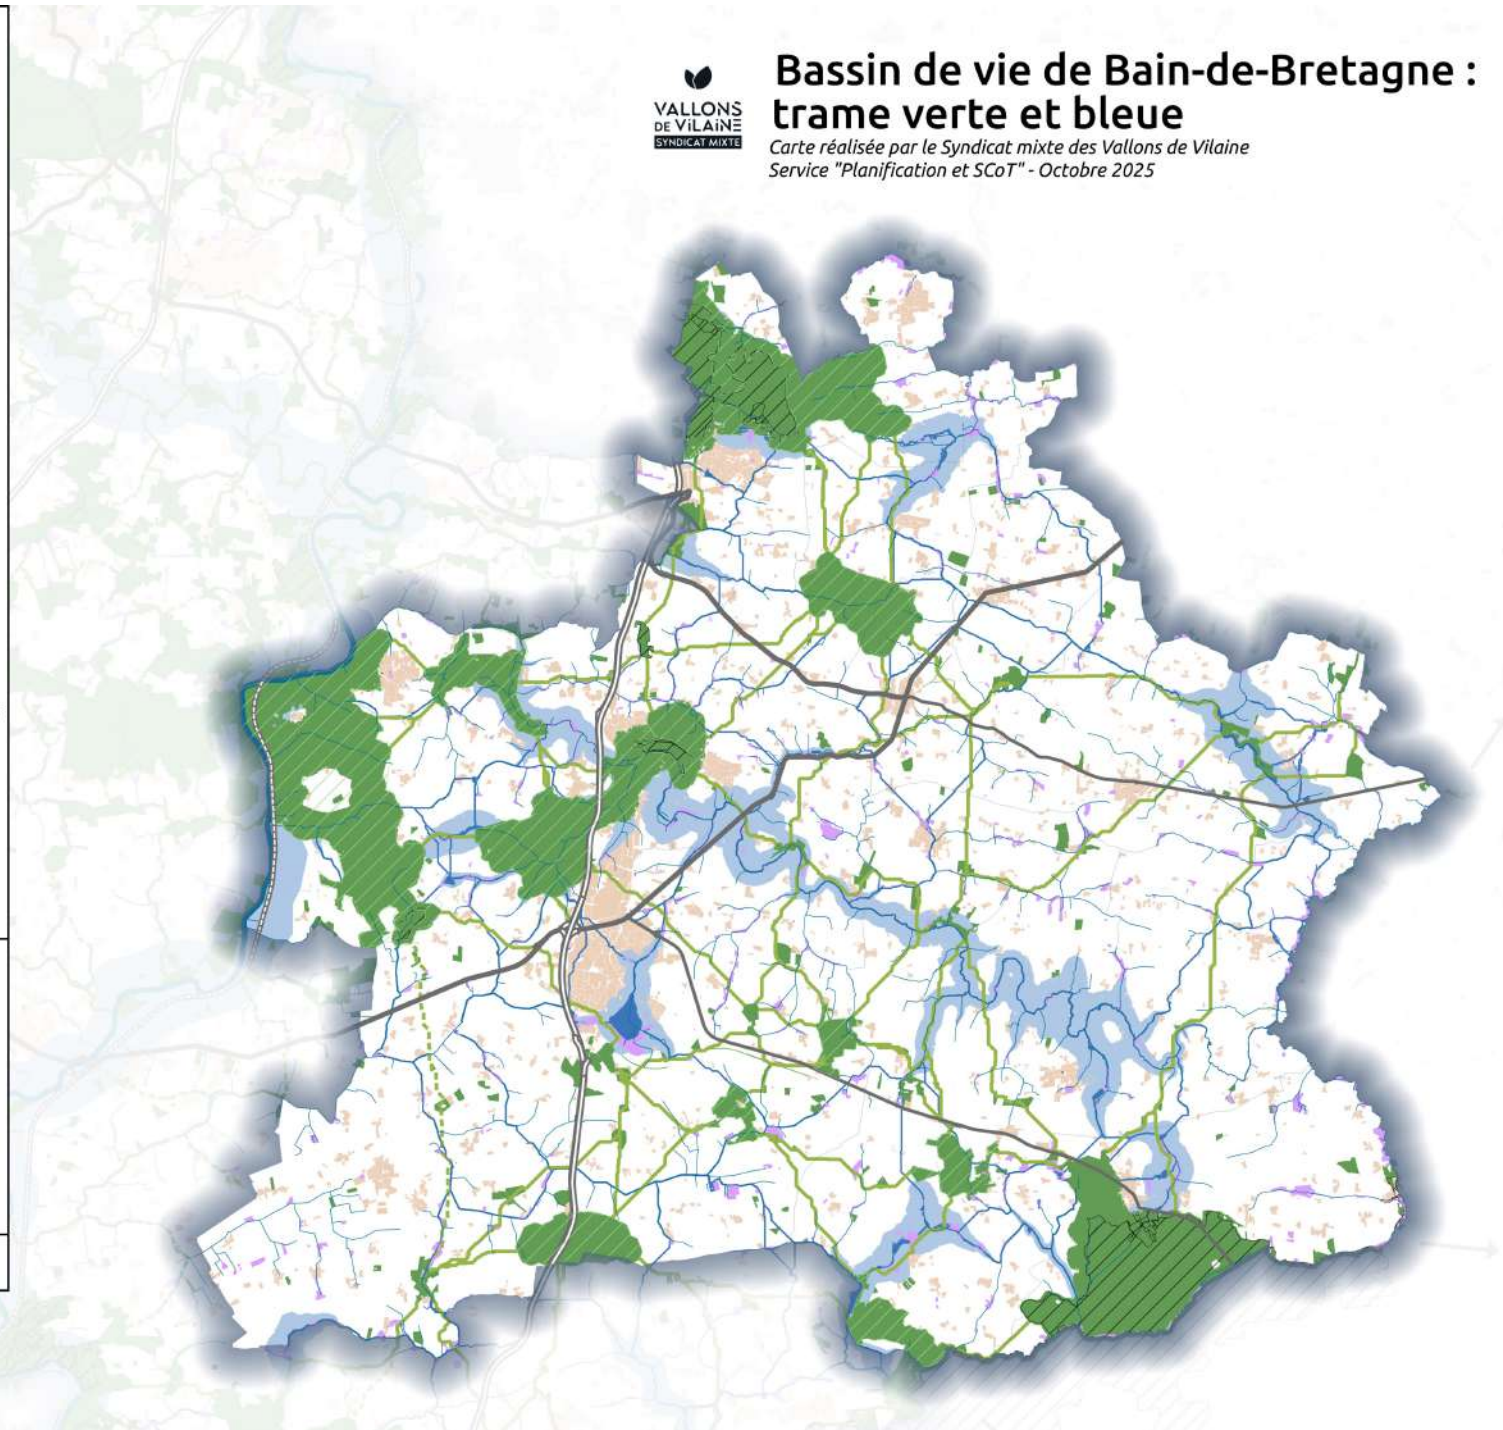 Bassin de vie de Bain-de-Bretagne :
trame verte et bleue
VALLONS
DE ViLAiNE
SYNDICAT MIXTE
Carte réalisée par le Syndicat mixte des Vallons de Vilaine
Service "Planification et SCoT" - Octobre 2025